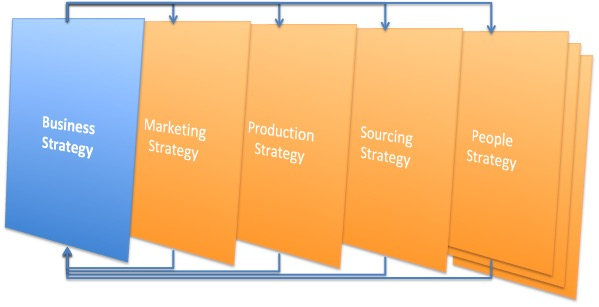 Business
Strategy
Marketing
Strategy
Production
Strategy
Sourcing
Strategy
People
Strategy